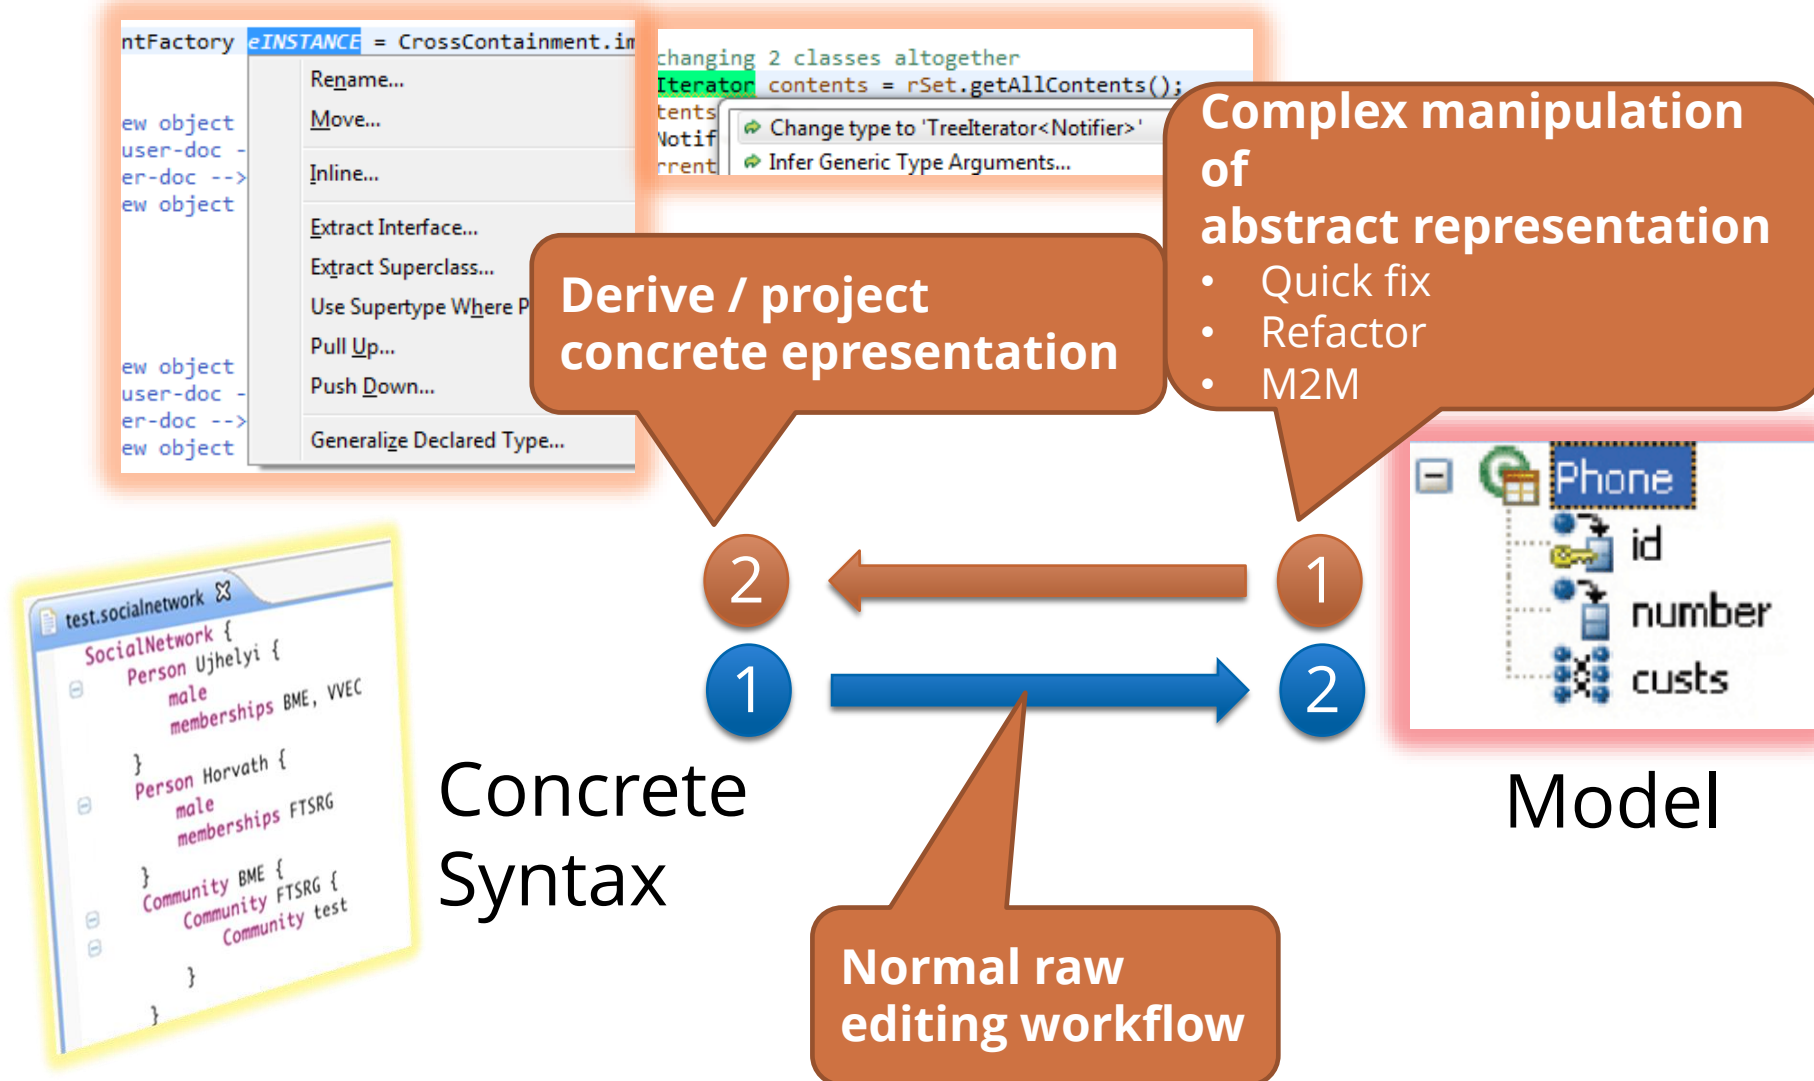 ntFactory eINSTANCE = CrossContainment.im
ew object
user-doc -
er-doc -->
ew object
ew object
user-doc -
er-doc -->
ew object
Rename...
Move...
Inline...
Extract Interface...
Extract Superclass...
Use Supertype Where P
Pull Up...
Push Down...
Generalize Declared Type...
changing 2 classes altogether
Iterator contents = rSet.getAllContents();
tents
Notif
rrent
Change type to 'TreeIterator<Notifier>'
Infer Generic Type Arguments...
Complex manipulation
of
abstract representation
• Quick fix
• Refactor
• M2M
Derive / project
concrete epresentation
2
1
1
2
Phone
id
number
custs
test.socialnetwork
SocialNetwork {
Person Ujhelyi {
male
memberships BME, VVEC
}
Person Horvath {
male
memberships FTSRG
}
Community BME {
Community FTSRG {
Community test
}
}
Concrete
Syntax
Model
Normal raw
editing workflow